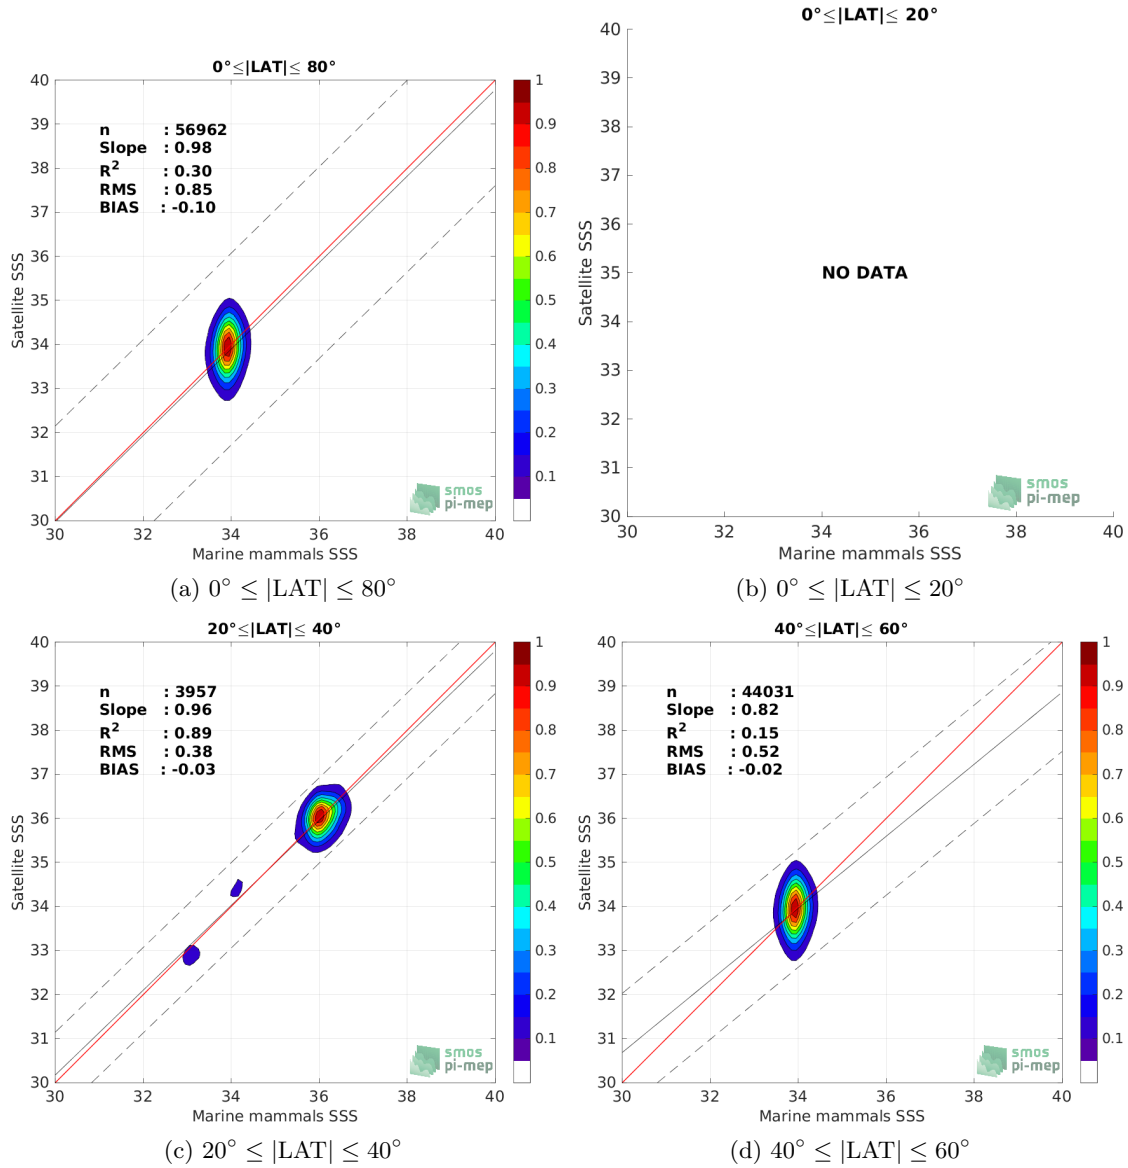 0°≤|LAT|≤ 80°
40
39
38
37
36
35
34
33
32
31
30
Satellite SSS
n : 56962
Slope : 0.98
R² : 0.30
RMS : 0.85
BIAS : -0.10
smos
pi-mep
30 32 34 36 38 40
Marine mammals SSS
1
0.9
0.8
0.7
0.6
0.5
0.4
0.3
0.2
0.1
(a) 0° ≤ |LAT| ≤ 80°
0°≤|LAT|≤ 20°
40
39
38
37
36
35
34
33
32
31
30
Satellite SSS
NO DATA
smos
pi-mep
30 32 34 36 38 40
Marine mammals SSS
(b) 0° ≤ |LAT| ≤ 20°
20°≤|LAT|≤ 40°
40
39
38
37
36
35
34
33
32
31
30
Satellite SSS
n : 3957
Slope : 0.96
R² : 0.89
RMS : 0.38
BIAS : -0.03
smos
pi-mep
30 32 34 36 38 40
Marine mammals SSS
1
0.9
0.8
0.7
0.6
0.5
0.4
0.3
0.2
0.1
(c) 20° ≤ |LAT| ≤ 40°
40°≤|LAT|≤ 60°
40
39
38
37
36
35
34
33
32
31
30
Satellite SSS
n : 44031
Slope : 0.82
R² : 0.15
RMS : 0.52
BIAS : -0.02
smos
pi-mep
30 32 34 36 38 40
Marine mammals SSS
1
0.9
0.8
0.7
0.6
0.5
0.4
0.3
0.2
0.1
(d) 40° ≤ |LAT| ≤ 60°